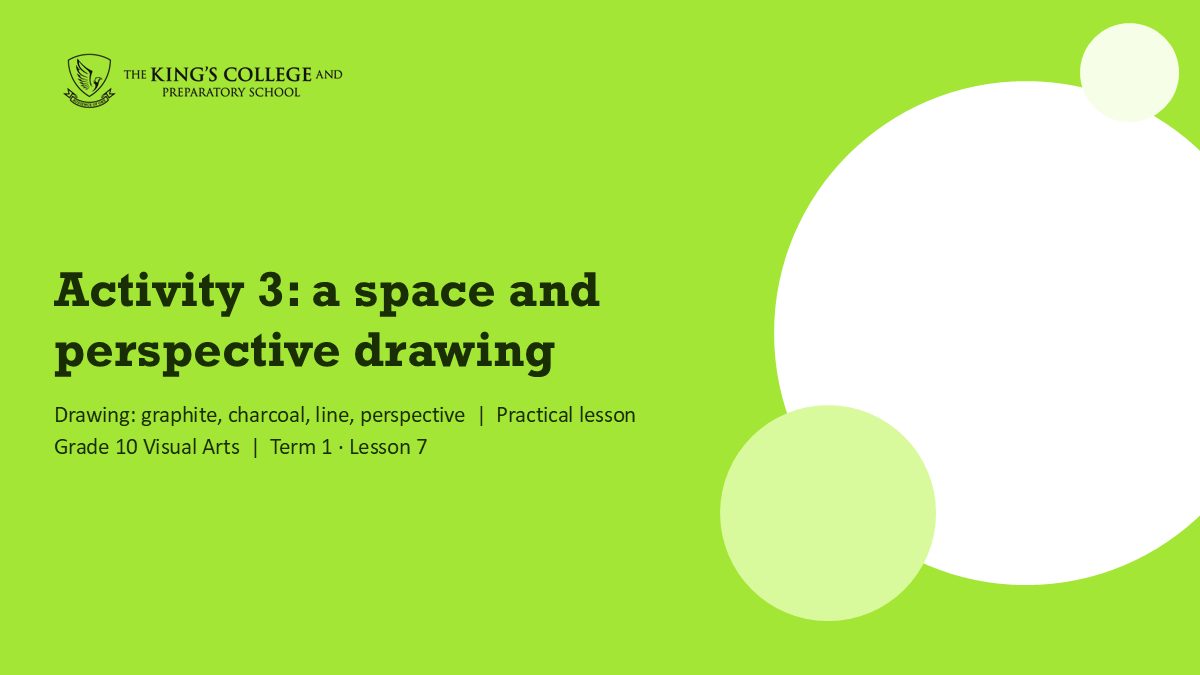 THE KING'S COLLEGE AND
PREPARATORY SCHOOL
Activity 3: a space and
perspective drawing
Drawing: graphite, charcoal, line, perspective | Practical lesson
Grade 10 Visual Arts | Term 1 · Lesson 7